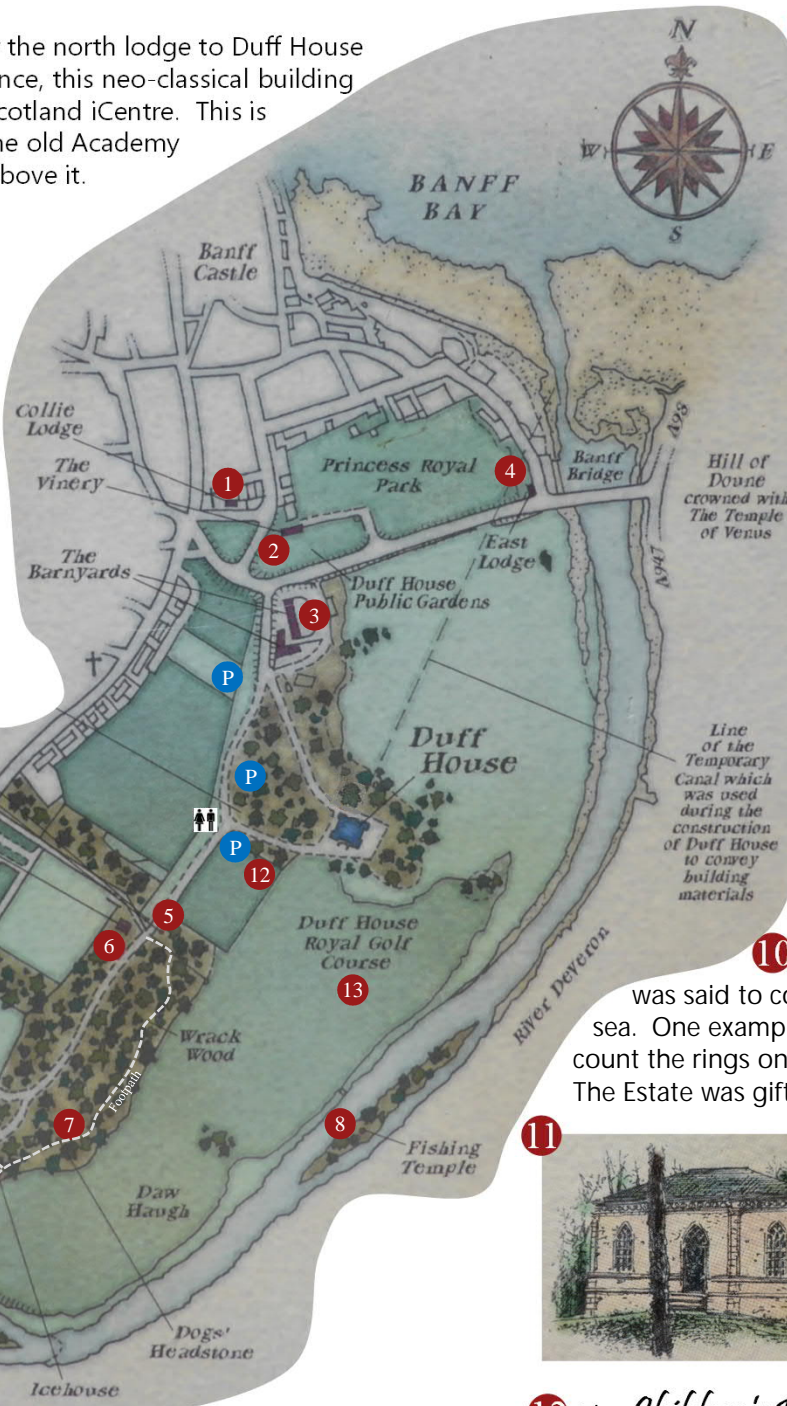 r the north lodge to Duff House
nce, this neo-classical building
cotland iCentre.  This is
he old Academy
bove it.
N
W
E
S
BANFF
BAY
Banff
Castle
Collie
Lodge
The
Vinery
1
Princess Royal
Park
4
Banff
Bridge
A98
Hill of
Doune
crowned with
The Temple
of Venus
2
East
Lodge
A947
The
Barnyards
Duff House
Public Gardens
3
P
Duff
House
Line
of the
Temporary
Canal which
was used
during the
construction
of Duff House
to convey
building
materials
P
P
12
5
6
Duff House
Royal Golf
Course
13
River Deveron
10
was said to co
sea.  One examp
count the rings on
The Estate was gift
Wrack
Wood
Footpath
7
8
Fishing
Temple
11
Daw
Haugh
Dogs'
Headstone
Icehouse